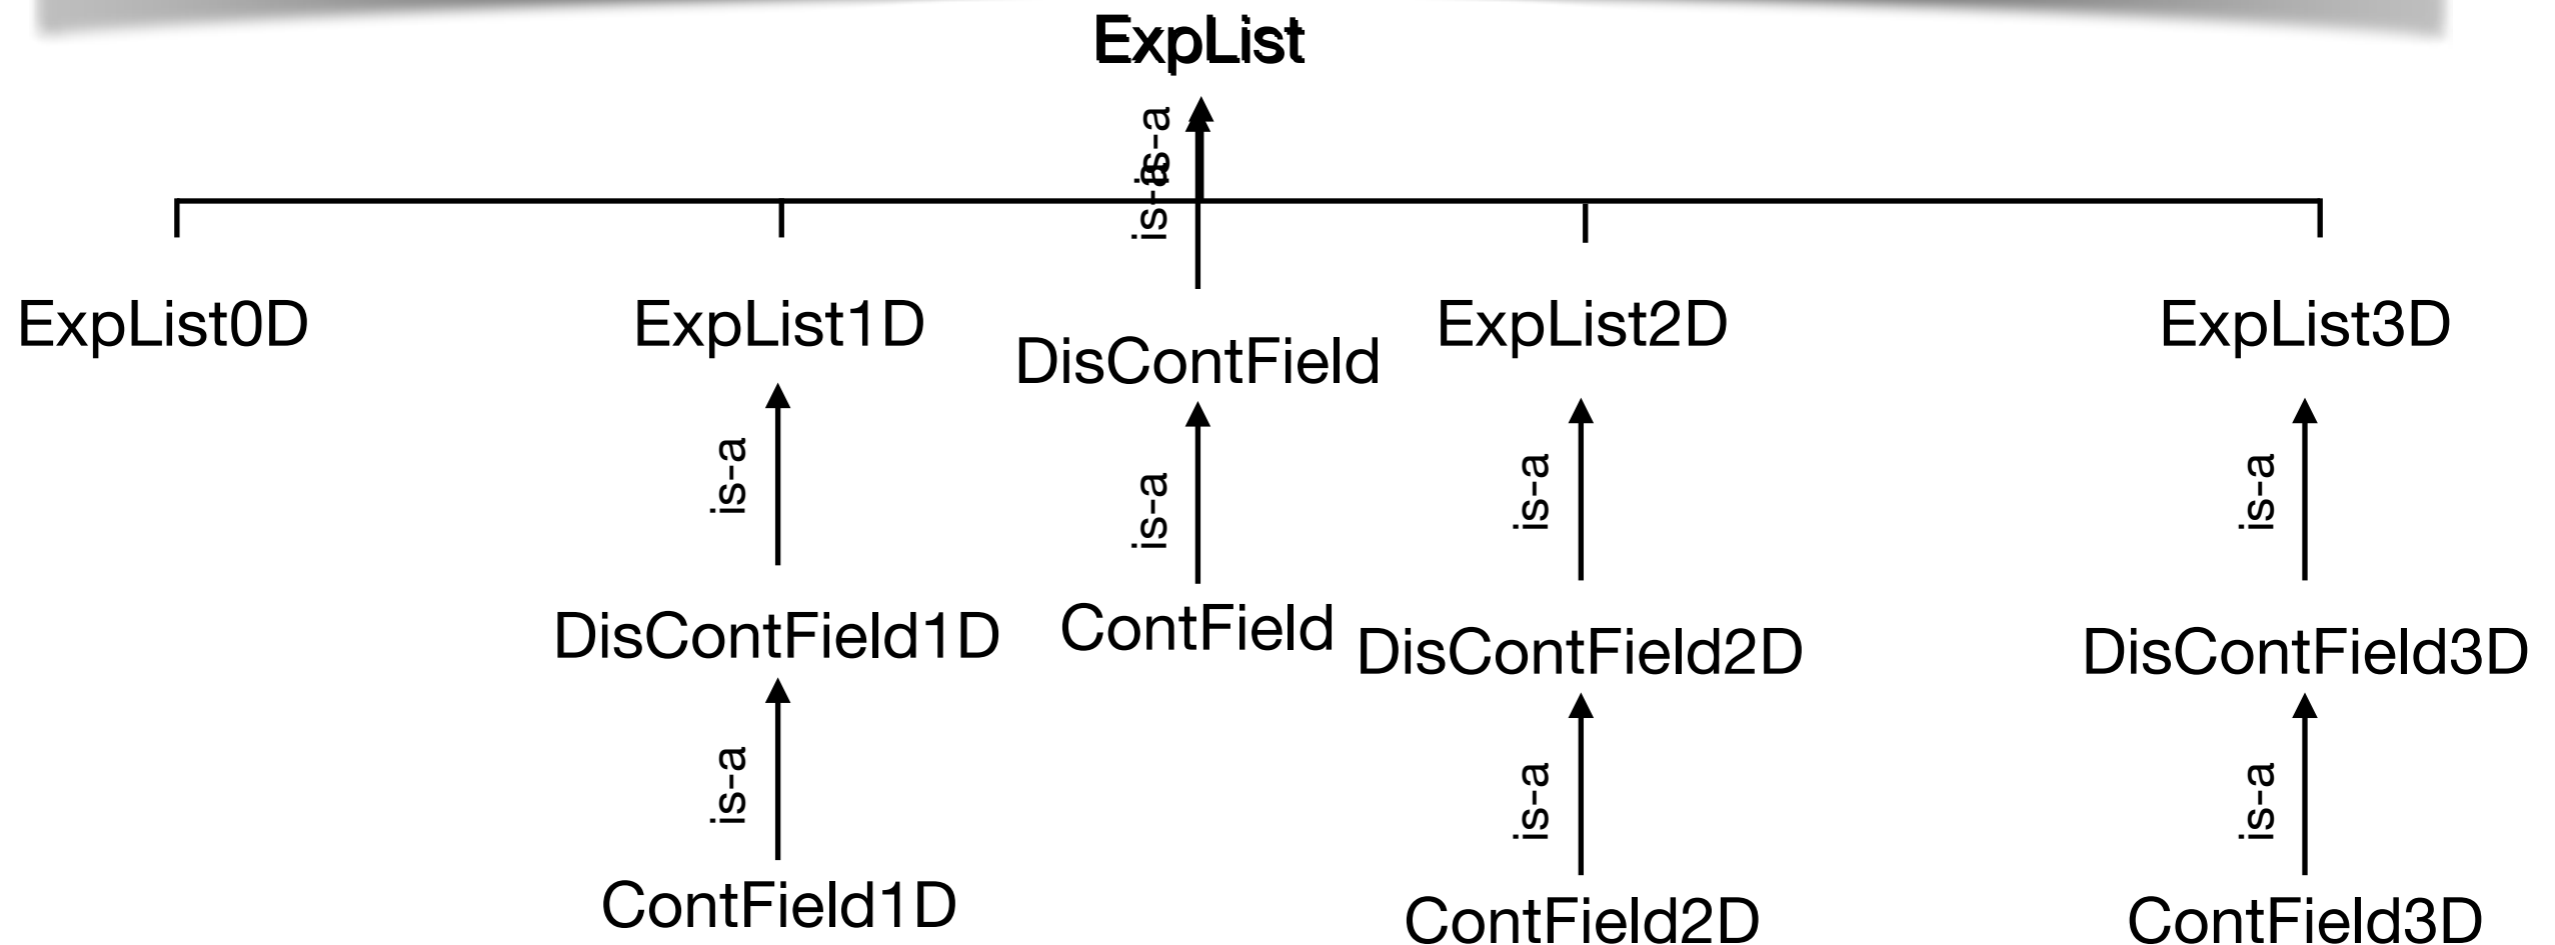 ExpList
is-a
is-a
ExpList0D
ExpList1D
DisContField
ExpList2D
ExpList3D
is-a
is-a
is-a
is-a
DisContField1D
ContField
DisContField2D
DisContField3D
is-a
is-a
is-a
ContField1D
ContField2D
ContField3D